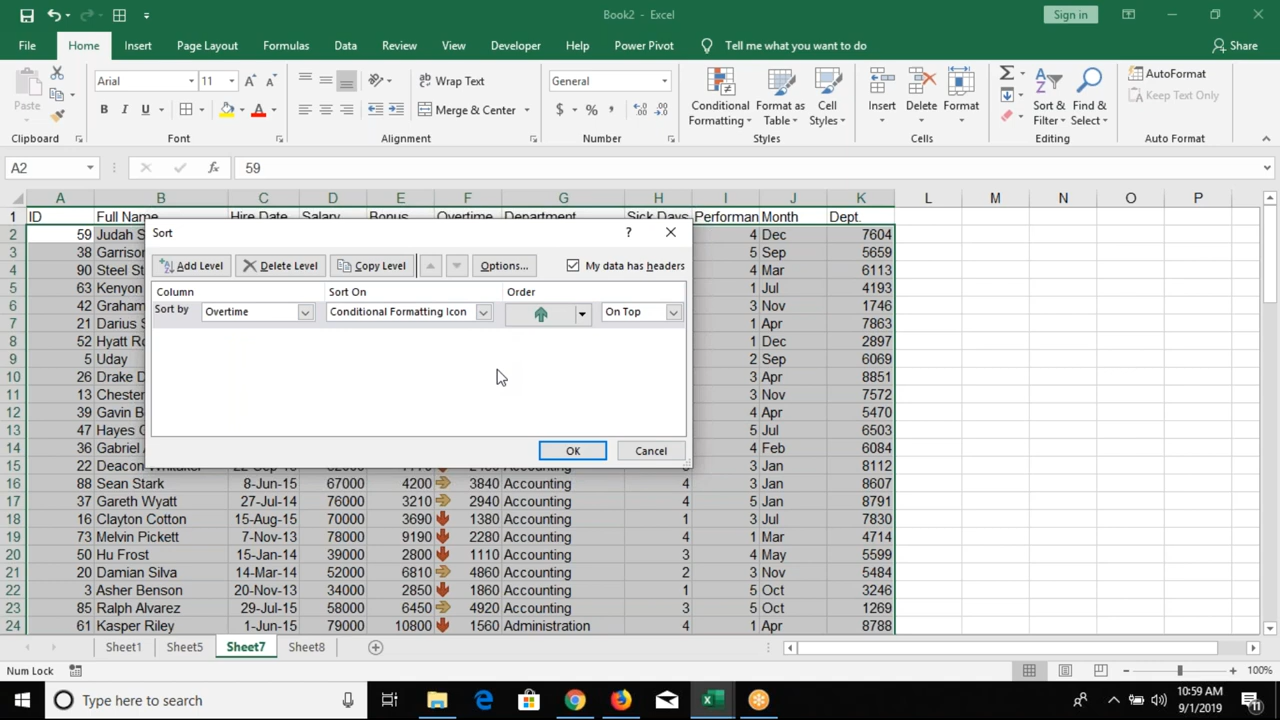 Book2 - Excel
Sign in
File Home Insert Page Layout Formulas Data Review View Developer Help Power Pivot Tell me what you want to do Share
Paste
Arial 11
B I U
Wrap Text
Merge & Center
General
$ %
Conditional Formatting
Format as Table
Cell Styles
Insert Delete Format
Sort & Filter
Find & Select
AutoFormat
Keep Text Only
Clipboard Font Alignment Number Styles Cells Editing Auto Format
A2 fx 59
A B C D E F G H I J K L M N O P
1 ID Full Name Hire Date Salary Bonus Overtime Department Sick Days Performan Month Dept.
2 59 Judah S 4 Dec 7604
3 38 Garriso 5 Sep 5659
4 90 Steel St 4 Mar 6113
5 63 Kenyon 1 Jul 4193
6 42 Graham 3 Nov 1746
7 21 Darius S 1 Apr 7863
8 52 Hyatt Ro 1 Dec 2897
9 5 Uday 2 Sep 6069
10 26 Drake D 3 Apr 8851
11 13 Cheste 3 Nov 7572
12 39 Gavin B 4 Apr 5470
13 47 Hayes C 5 Jul 6503
14 36 Gabriel 4 Feb 6084
15 22 Deacon Whitaker 22-Sep-15 3 Jan 8112
16 88 Sean Stark 8-Jun-15 67000 4200 3840 Accounting 4 3 Jan 8607
17 37 Gareth Wyatt 27-Jul-14 76000 3210 2940 Accounting 4 5 Jan 8791
18 16 Clayton Cotton 15-Aug-15 70000 3690 1380 Accounting 1 3 Jul 7830
19 73 Melvin Pickett 7-Nov-13 78000 9190 2280 Accounting 4 1 Mar 4714
20 50 Hu Frost 15-Jan-14 39000 2800 1110 Accounting 3 4 May 5599
21 20 Damian Silva 14-Mar-14 52000 6810 4860 Accounting 2 3 Nov 5484
22 3 Asher Benson 20-Nov-13 34000 2850 1860 Accounting 1 5 Oct 3246
23 85 Ralph Alvarez 29-Jul-15 58000 6450 4920 Accounting 3 5 Oct 1269
24 61 Kasper Riley 1-Jun-15 79000 10800 1560 Administration 4 1 Apr 8788
Sort ?
Add Level Delete Level Copy Level Options... My data has headers
Column Sort On Order
Sort by Overtime Conditional Formatting Icon On Top
OK Cancel
Sheet1 Sheet5 Sheet7 Sheet8
Num Lock 100%
Type here to search
10:59 AM
9/1/2019
11